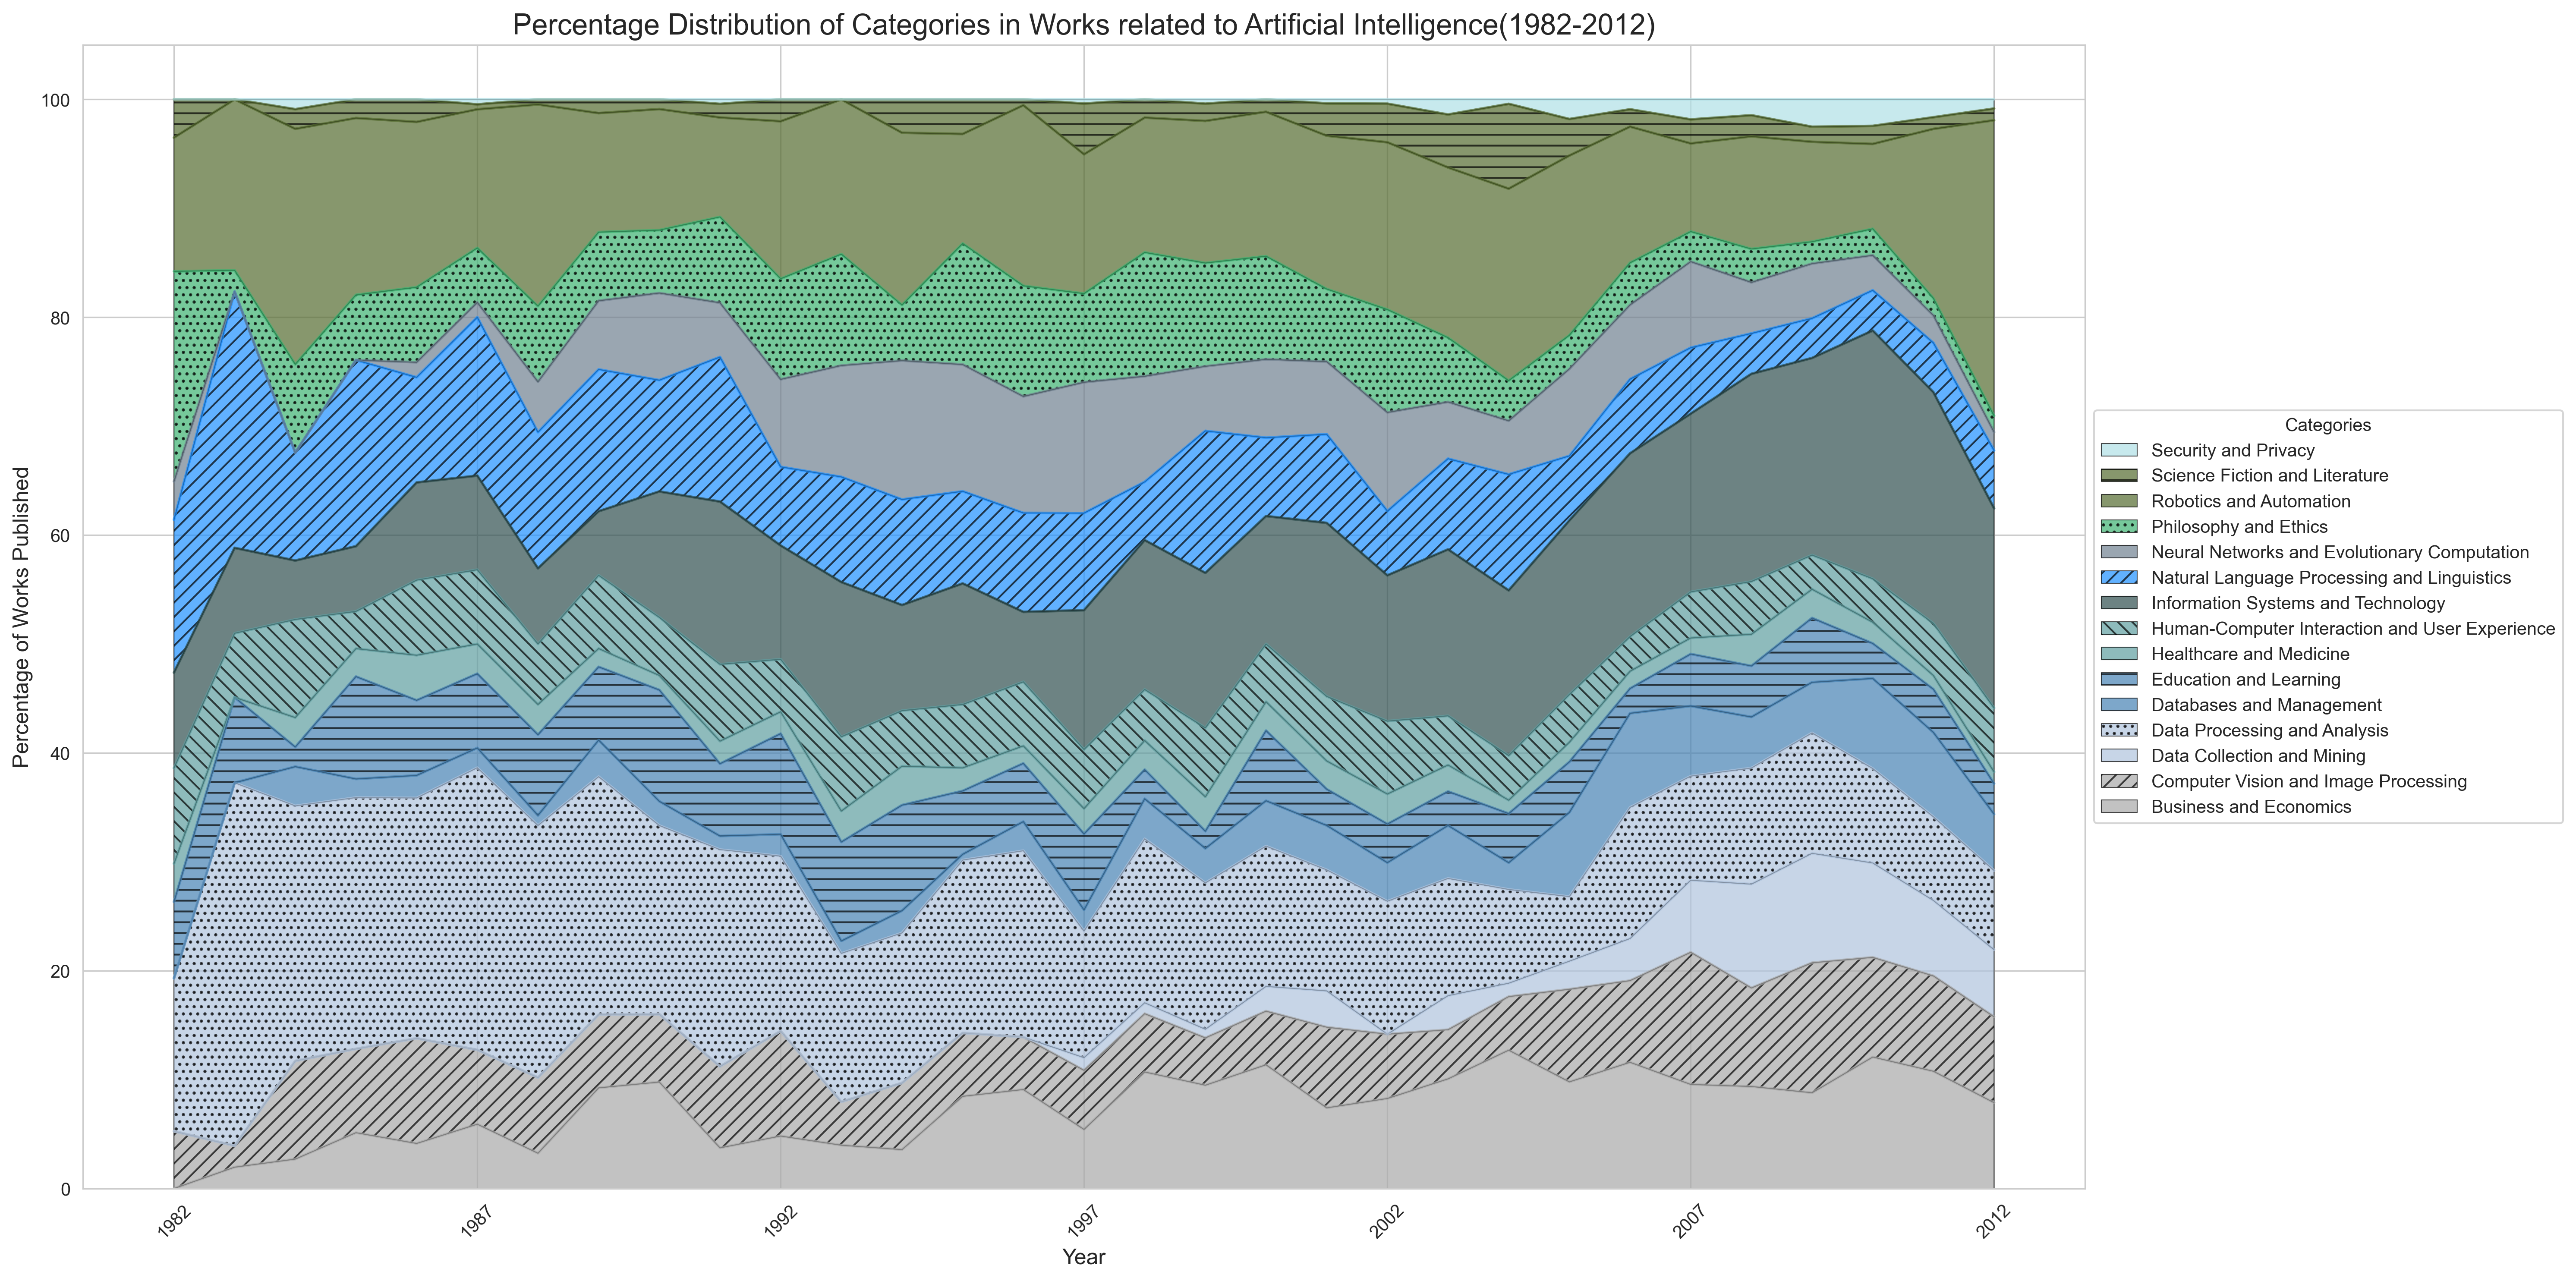 Percentage Distribution of Categories in Works related to Artificial Intelligence(1982-2012)
Percentage of Works Published
100
80
60
40
20
0
1982
1987
1992
1997
2002
2007
2012
Year
Categories
Security and Privacy
Science Fiction and Literature
Robotics and Automation
Philosophy and Ethics
Neural Networks and Evolutionary Computation
Natural Language Processing and Linguistics
Information Systems and Technology
Human-Computer Interaction and User Experience
Healthcare and Medicine
Education and Learning
Databases and Management
Data Processing and Analysis
Data Collection and Mining
Computer Vision and Image Processing
Business and Economics